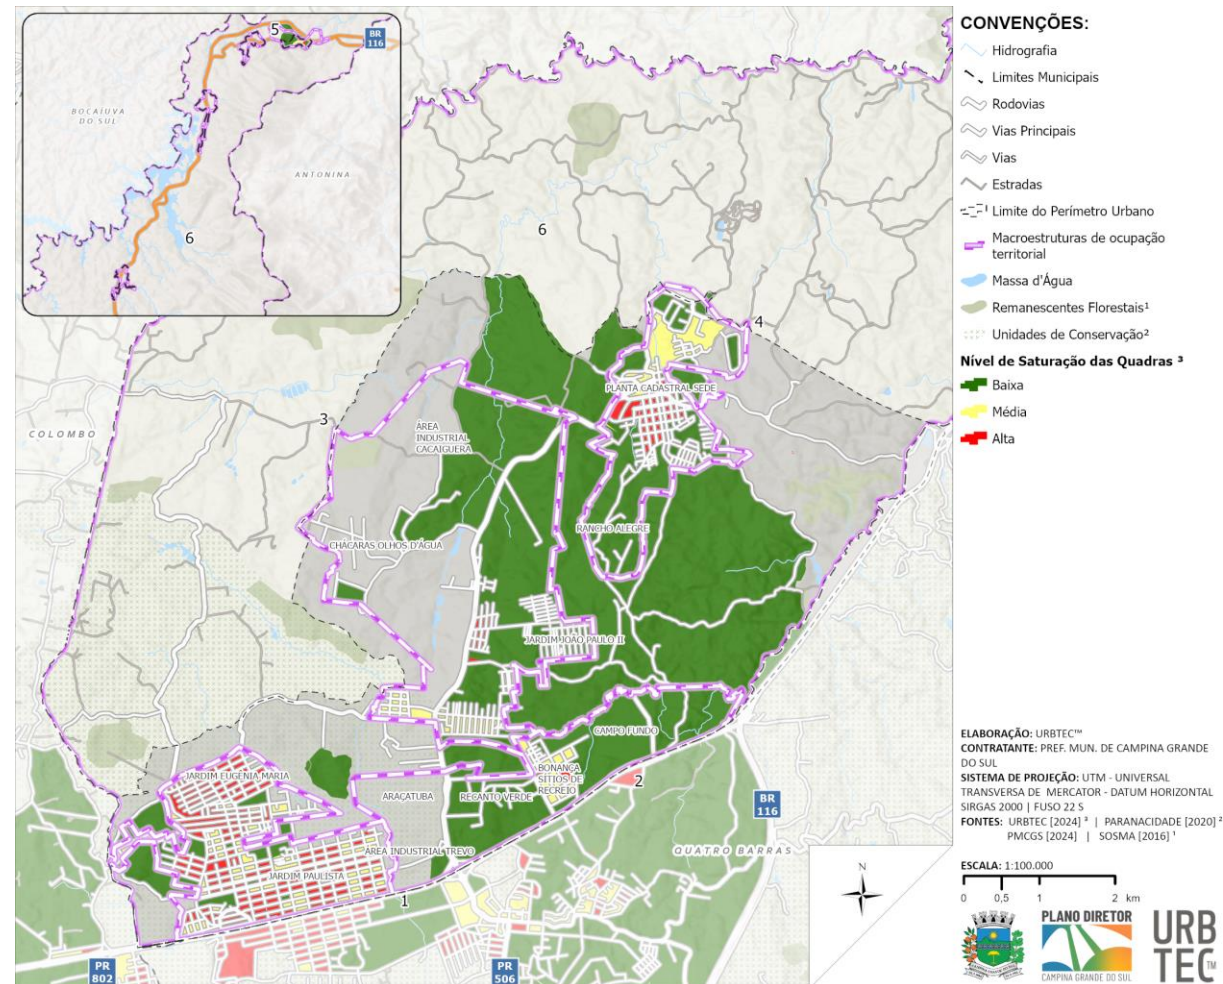 5
BR
116
BOCAIUVA
DO SUL
ANTONINA
6
6
4
PLANTA CADASTRAL SEDE
3
COLOMBO
ÁREA
INDUSTRIAL
CACAIGUERA
RANCHO ALEGRE
CHÁCARAS OLHOS D'ÁGUA
JARDIM JOÃO PAULO II
CAMPO FUNDO
JARDIM EUGENIA MARIA
BONANÇA
SÍTIOS DE
RECREIO
ARAÇATUBA
RECANTO VERDE
2
BR
116
ÁREA INDUSTRIAL TREVO
QUATRO BARRAS
JARDIM PAULISTA
1
PR
802
PR
506
N
CONVENÇÕES:
Hidrografia
Limites Municipais
Rodovias
Vias Principais
Vias
Estradas
Limite do Perímetro Urbano
Macroestruturas de ocupação
territorial
Massa d'Água
Remanescentes Florestais¹
Unidades de Conservação²
Nível de Saturação das Quadras ³
Baixa
Média
Alta
ELABORAÇÃO: URBTEC™
CONTRATANTE: PREF. MUN. DE CAMPINA GRANDE
DO SUL
SISTEMA DE PROJEÇÃO: UTM - UNIVERSAL
TRANSVERSA DE MERCATOR - DATUM HORIZONTAL
SIRGAS 2000 | FUSO 22 S
FONTES: URBTEC [2024] ³ | PARANACIDADE [2020] ²
PMCGS [2024] | SOSMA [2016] ¹
ESCALA: 1:100.000
0 0,5 1 2 km
PLANO DIRETOR
CAMPINA GRANDE DO SUL
URB
TEC™